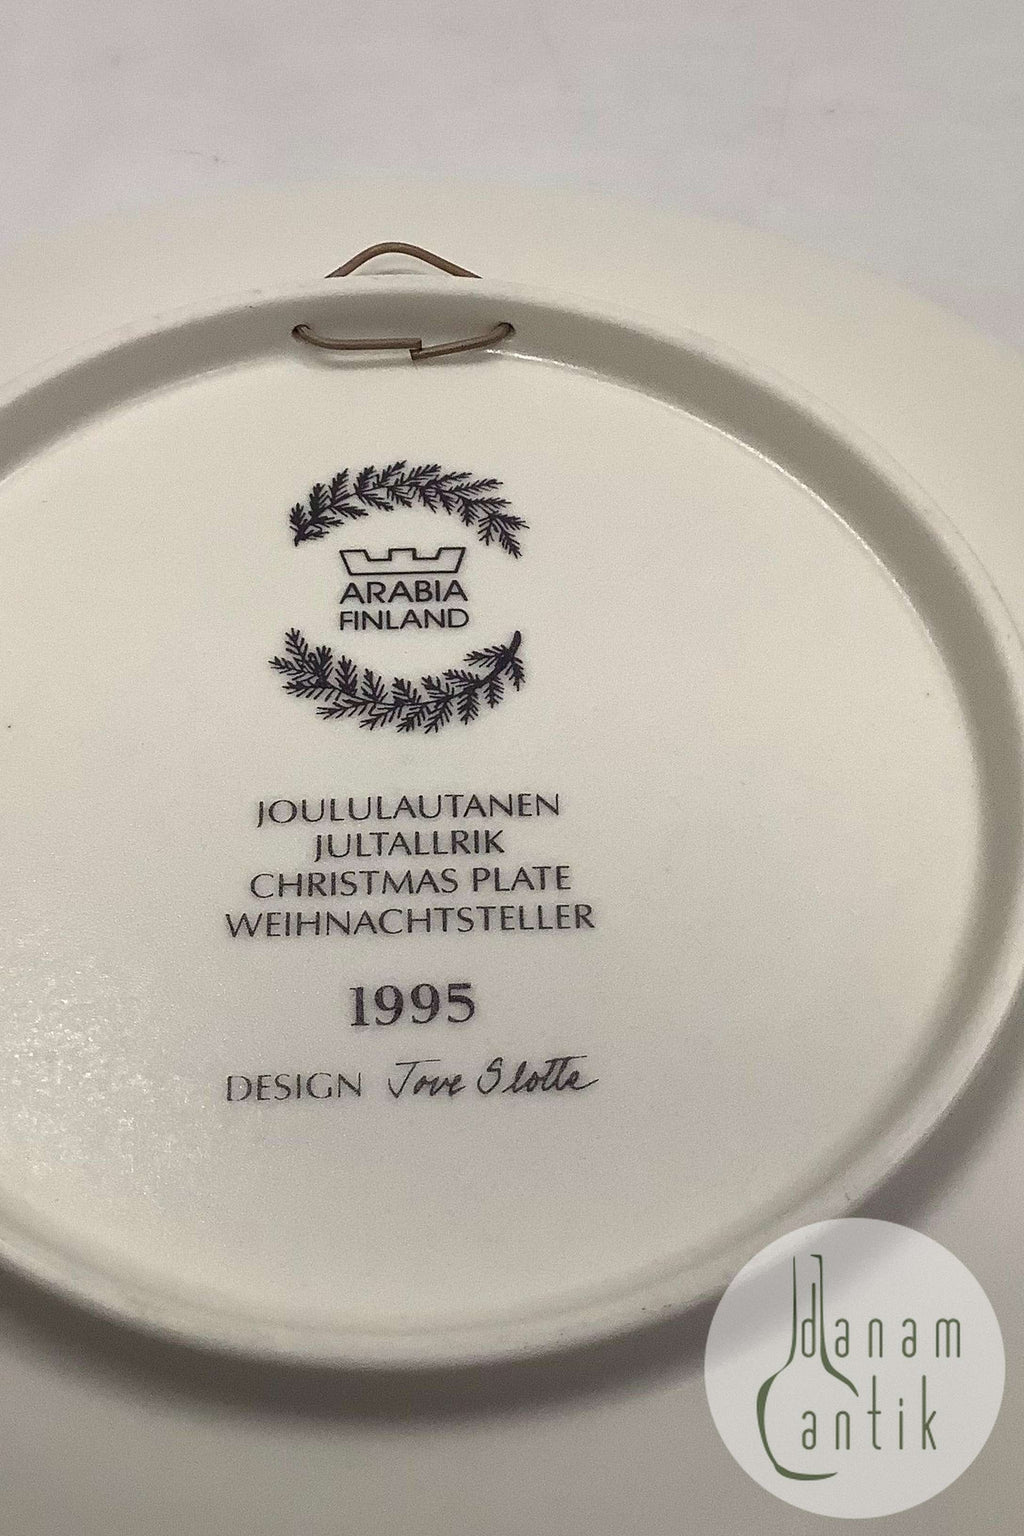 ARABIA
FINLAND
JOULULAUTANEN
JULTALLRIK
CHRISTMAS PLATE
WEIHNACHTSTELLER
1995
DESIGN Tove Slotte
danam
antik